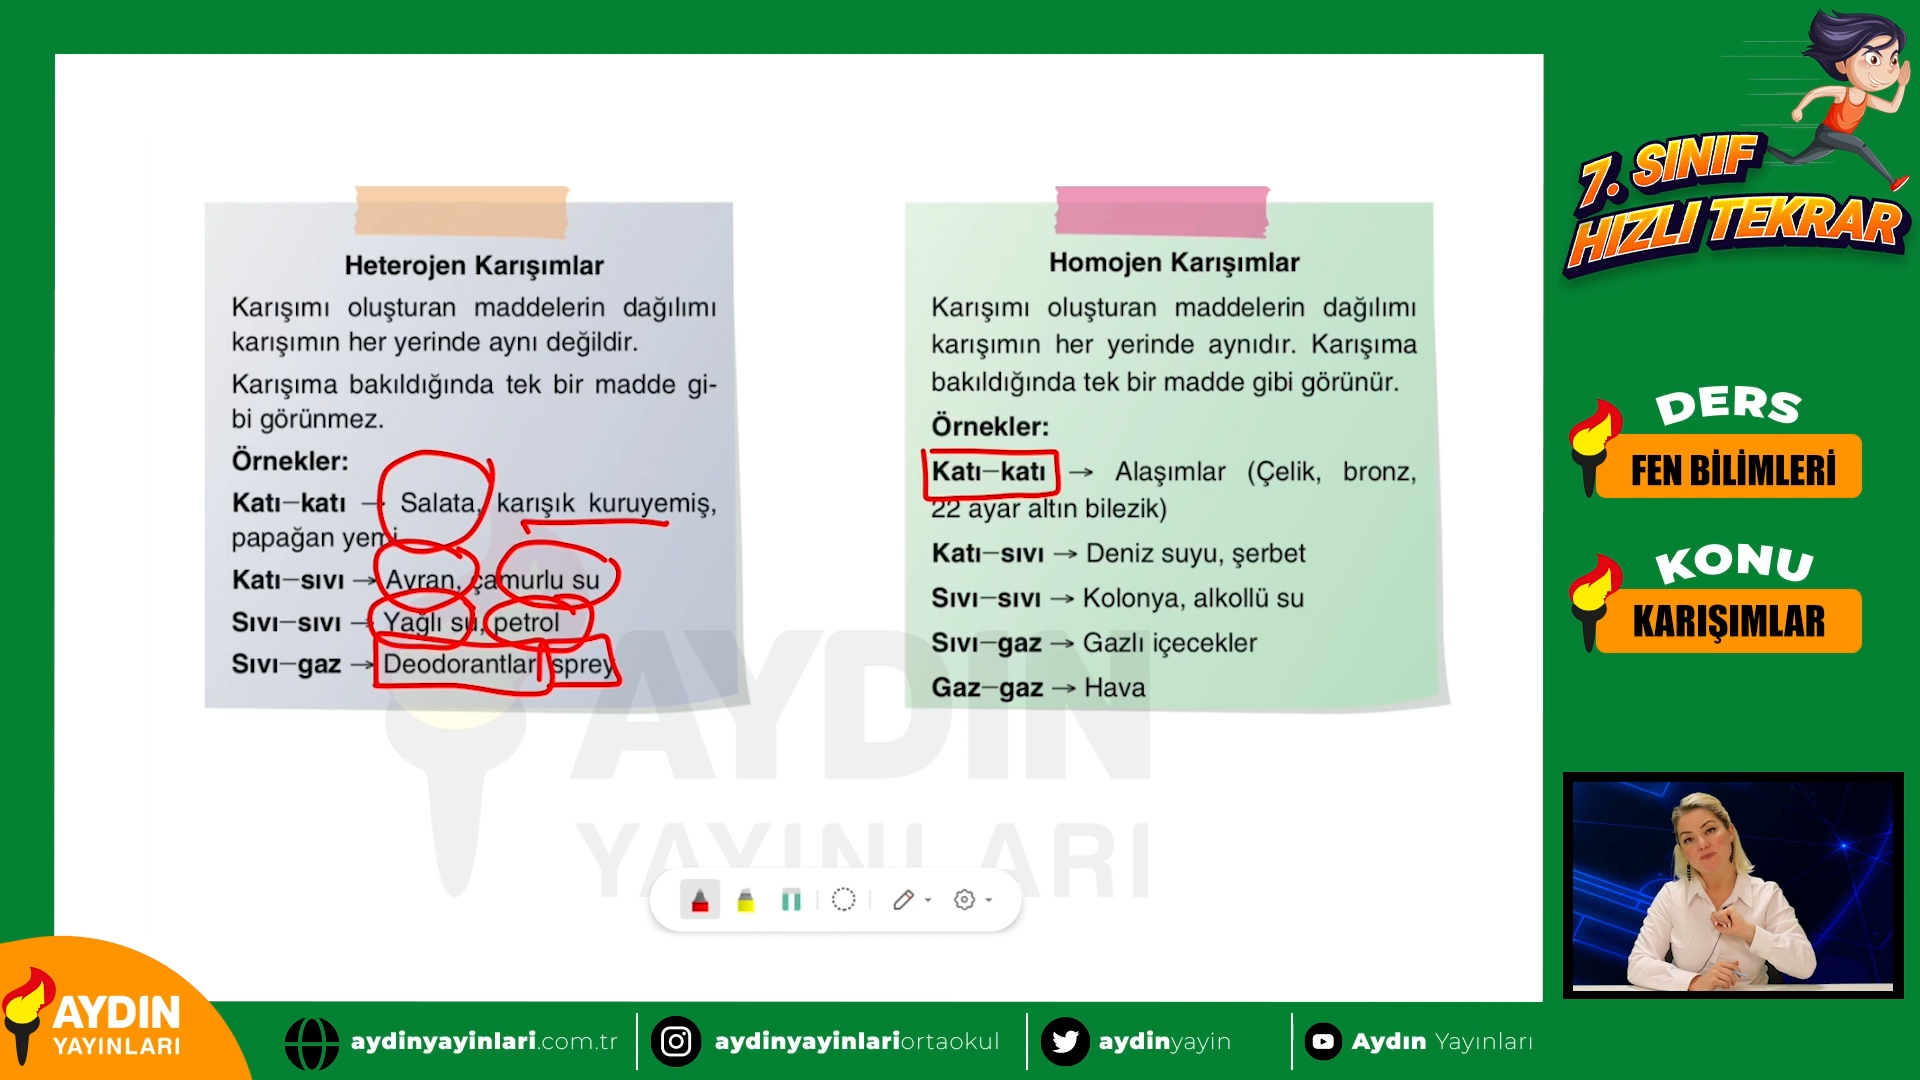 7. SINIF
HIZLI TEKRAR
Heterojen Karışımlar
Karışımı oluşturan maddelerin dağılımı
karışımın her yerinde aynı değildir.
Karışıma bakıldığında tek bir madde gi-
bi görünmez.
Örnekler:
Katı–katı → Salata, karışık kuruyemiş,
papağan yemi
Katı–sıvı → Ayran, çamurlu su
Sıvı–sıvı → Yağlı su, petrol
Sıvı–gaz → Deodorantlar, sprey
Homojen Karışımlar
Karışımı oluşturan maddelerin dağılımı
karışımın her yerinde aynıdır. Karışıma
bakıldığında tek bir madde gibi görünür.
Örnekler:
Katı–katı → Alaşımlar (Çelik, bronz,
22 ayar altın bilezik)
Katı–sıvı → Deniz suyu, şerbet
Sıvı–sıvı → Kolonya, alkollü su
Sıvı–gaz → Gazlı içecekler
Gaz–gaz → Hava
DERS
FEN BİLİMLERİ
KONU
KARIŞIMLAR
AYDIN
YAYINLARI
AYDIN
YAYINLARI
aydinyayinlari.com.tr
aydinyayinlariortaokul
aydinyayin
Aydın Yayınları